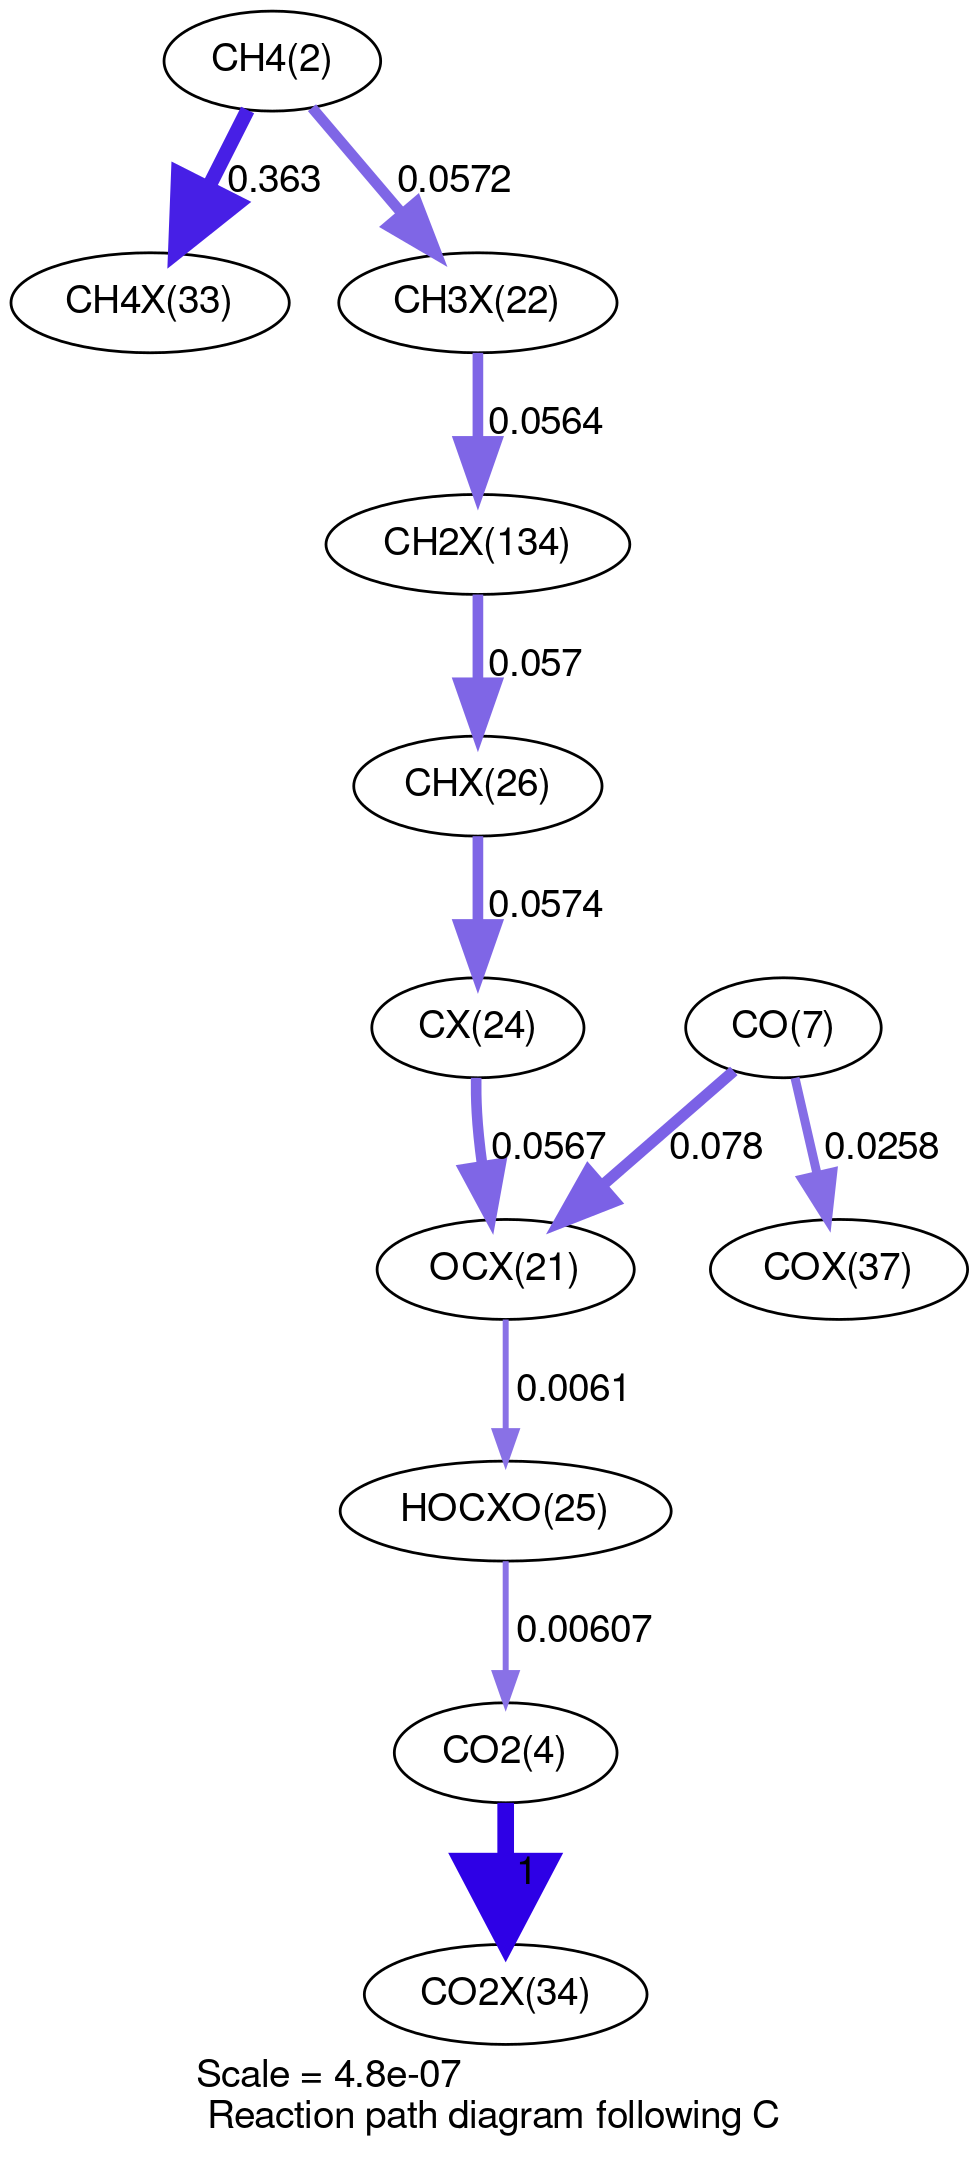 CH4(2)
0.363
0.0572
CH4X(33)
CH3X(22)
0.0564
CH2X(134)
0.057
CHX(26)
0.0574
CX(24)
CO(7)
0.0567
0.078
0.0258
OCX(21)
COX(37)
0.0061
HOCXO(25)
0.00607
CO2(4)
1
CO2X(34)
Scale = 4.8e-07
Reaction path diagram following C